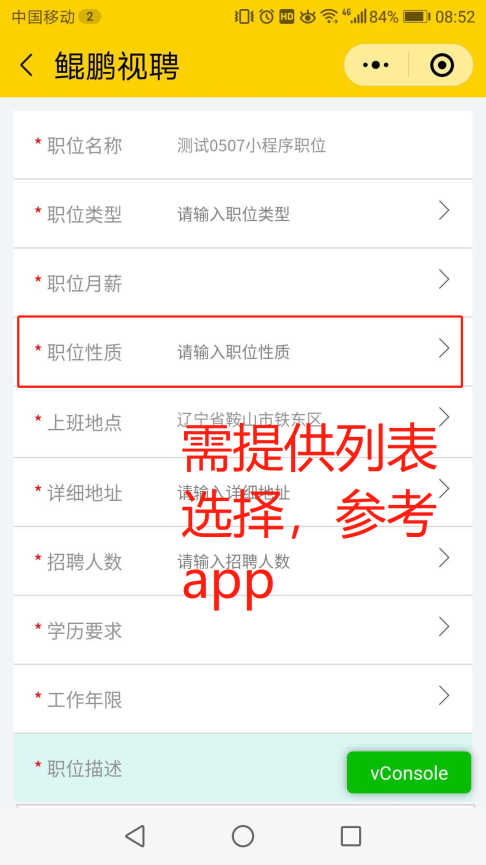 中国移动 2 HD 4G 84% 08:52
鲲鹏视聘
* 职位名称 测试0507小程序职位
* 职位类型 请输入职位类型
* 职位月薪
* 职位性质 请输入职位性质
* 上班地点 辽宁省鞍山市铁东区
需提供列表
* 详细地址 请输入详细地址
选择，参考
* 招聘人数 请输入招聘人数
app
* 学历要求
* 工作年限
* 职位描述
vConsole